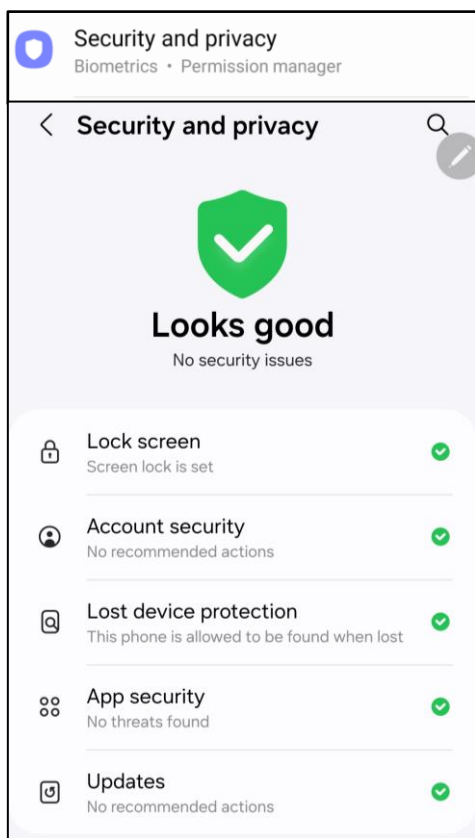 Security and privacy
Biometrics • Permission manager
Security and privacy
Looks good
No security issues
Lock screen
Screen lock is set
Account security
No recommended actions
Lost device protection
This phone is allowed to be found when lost
App security
No threats found
Updates
No recommended actions